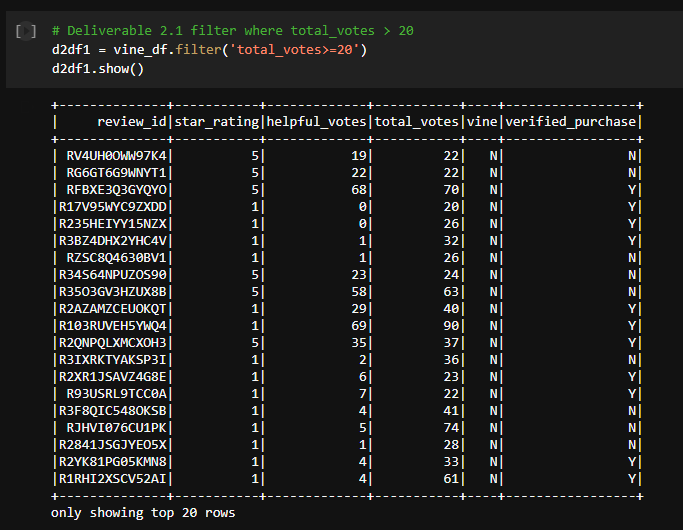 [ ] # Deliverable 2.1 filter where total_votes > 20
d2df1 = vine_df.filter('total_votes>=20')
d2df1.show()
+--------------+-----------+-------------+-----------+----+-----------------+
|     review_id|star_rating|helpful_votes|total_votes|vine|verified_purchase|
+--------------+-----------+-------------+-----------+----+-----------------+
| RV4UH0OWW97K4|          5|           19|         22|   N|                N|
| RG6GT6G9WNYT1|          5|           22|         22|   N|                N|
| RFBXE3Q3GYQYO|          5|           68|         70|   N|                Y|
|R17V95WYC9ZXDD|          1|            0|         20|   N|                Y|
|R235HEIYY15NZX|          1|            0|         26|   N|                Y|
|R3BZ4DHX2YHC4V|          1|            1|         32|   N|                Y|
| RZSC8Q4630BV1|          1|            1|         26|   N|                N|
|R34S64NPUZOS90|          5|           23|         24|   N|                N|
|R35O3GV3HZUX8B|          5|           58|         63|   N|                N|
|R2AZAMZCEUOKQT|          1|           29|         40|   N|                Y|
|R103RUVEH5YWQ4|          1|           69|         90|   N|                Y|
|R2QNPQLXMCXOH3|          5|           35|         37|   N|                Y|
|R3IXRKTYAKSP3I|          1|            2|         36|   N|                N|
|R2XR1JSAVZ4G8E|          1|            6|         23|   N|                Y|
| R93USRL9TCC0A|          1|            7|         22|   N|                Y|
|R3F8QIC548OKSB|          1|            4|         41|   N|                N|
| RJHVI076CU1PK|          1|            5|         74|   N|                N|
|R2841JSGJYEO5X|          1|            1|         28|   N|                N|
|R2YK81PG05KMN8|          1|            4|         33|   N|                Y|
|R1RHI2XSCV52AI|          1|            4|         61|   N|                Y|
+--------------+-----------+-------------+-----------+----+-----------------+
only showing top 20 rows